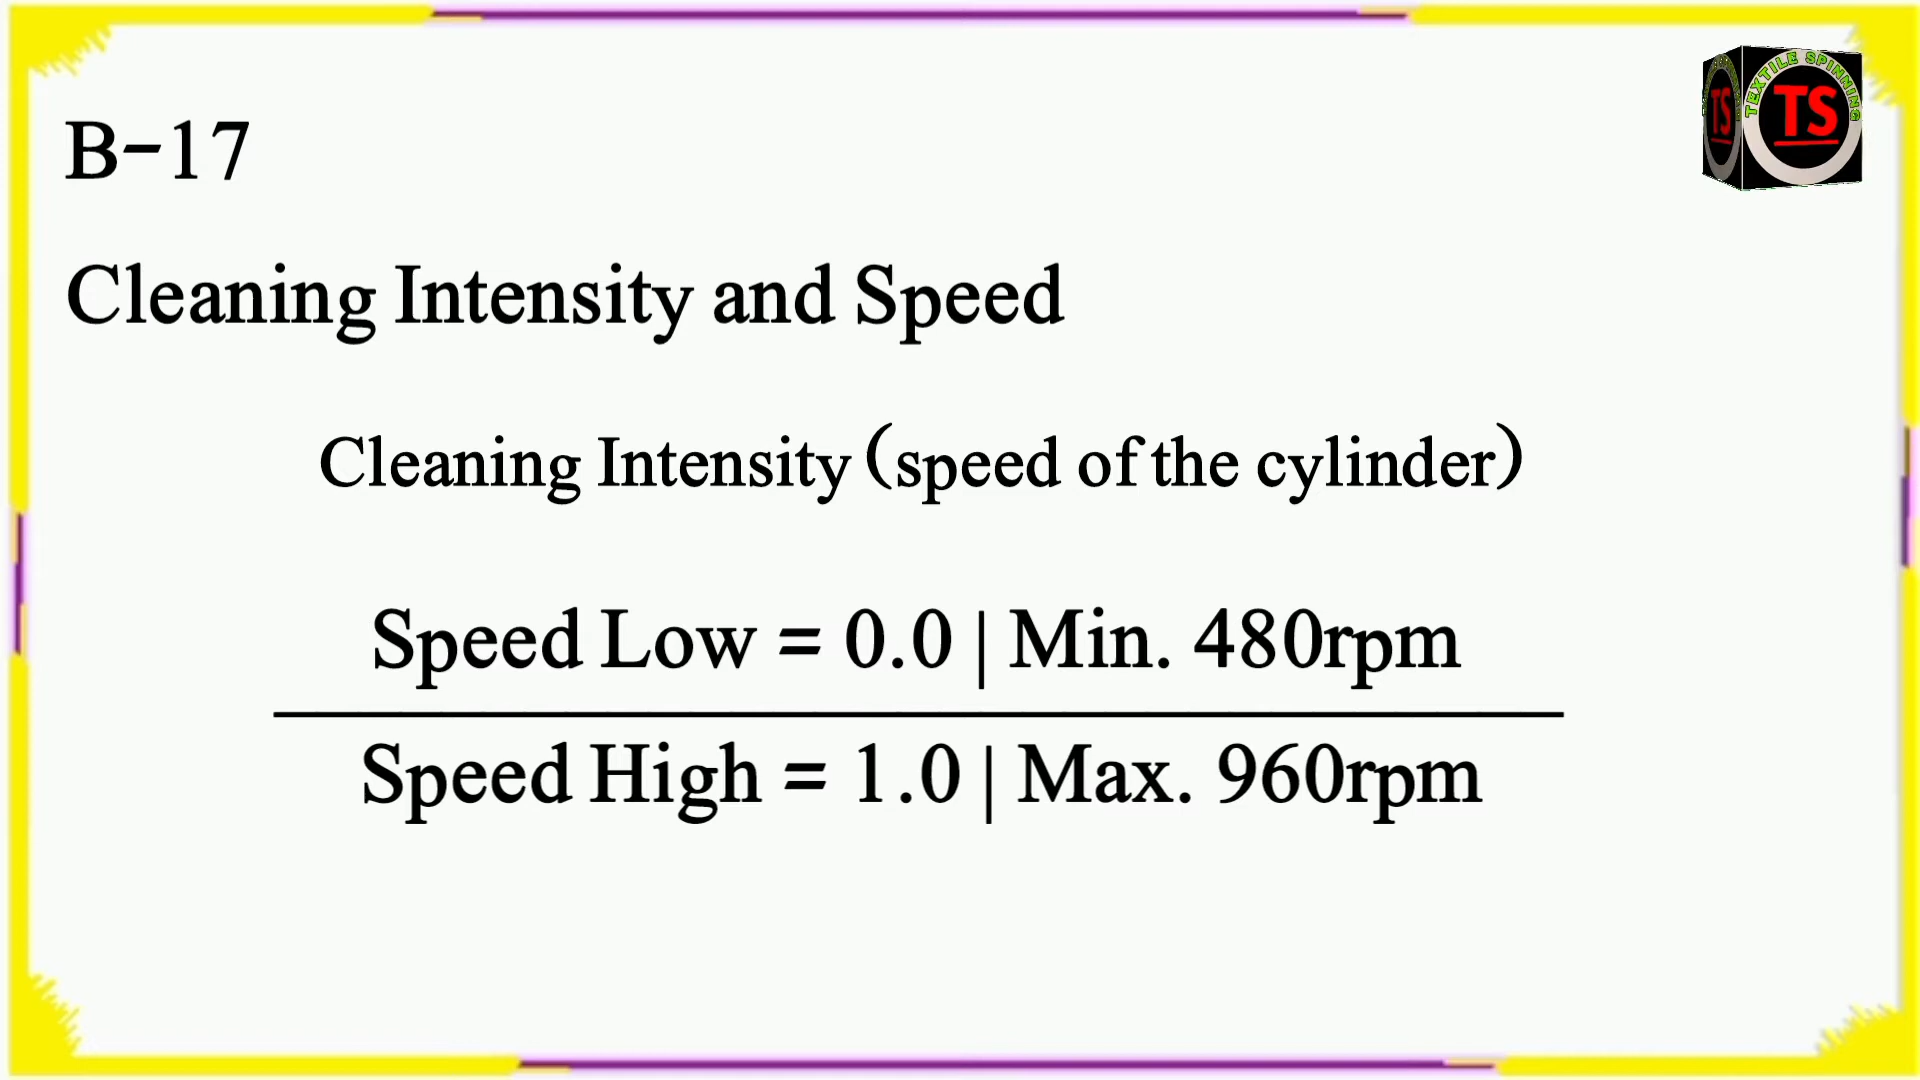 B-17
TEXTILE SPINNING
TS
TS
Cleaning Intensity and Speed
Cleaning Intensity (speed of the cylinder)
Speed Low = 0.0 | Min. 480rpm
Speed High = 1.0 | Max. 960rpm